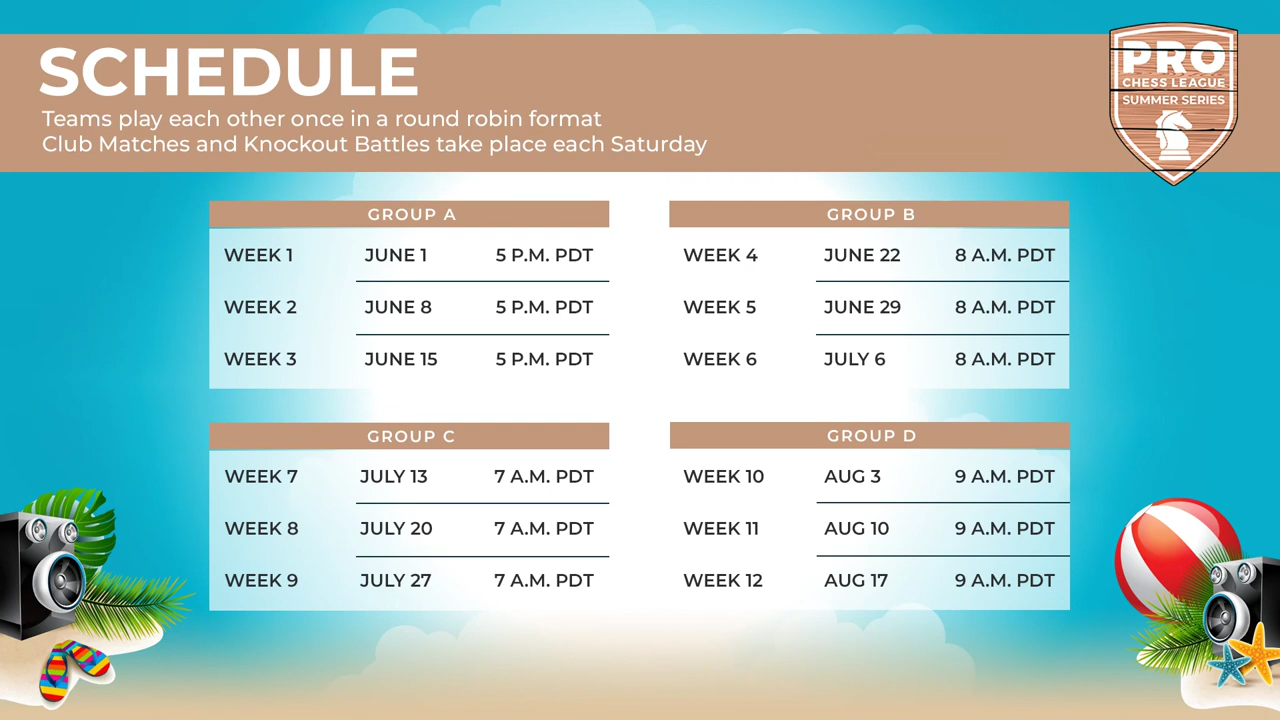 SCHEDULE
Teams play each other once in a round robin format
Club Matches and Knockout Battles take place each Saturday
PRO
CHESS LEAGUE
SUMMER SERIES
GROUP A
WEEK 1 JUNE 1 5 P.M. PDT
WEEK 2 JUNE 8 5 P.M. PDT
WEEK 3 JUNE 15 5 P.M. PDT
GROUP B
WEEK 4 JUNE 22 8 A.M. PDT
WEEK 5 JUNE 29 8 A.M. PDT
WEEK 6 JULY 6 8 A.M. PDT
GROUP C
WEEK 7 JULY 13 7 A.M. PDT
WEEK 8 JULY 20 7 A.M. PDT
WEEK 9 JULY 27 7 A.M. PDT
GROUP D
WEEK 10 AUG 3 9 A.M. PDT
WEEK 11 AUG 10 9 A.M. PDT
WEEK 12 AUG 17 9 A.M. PDT